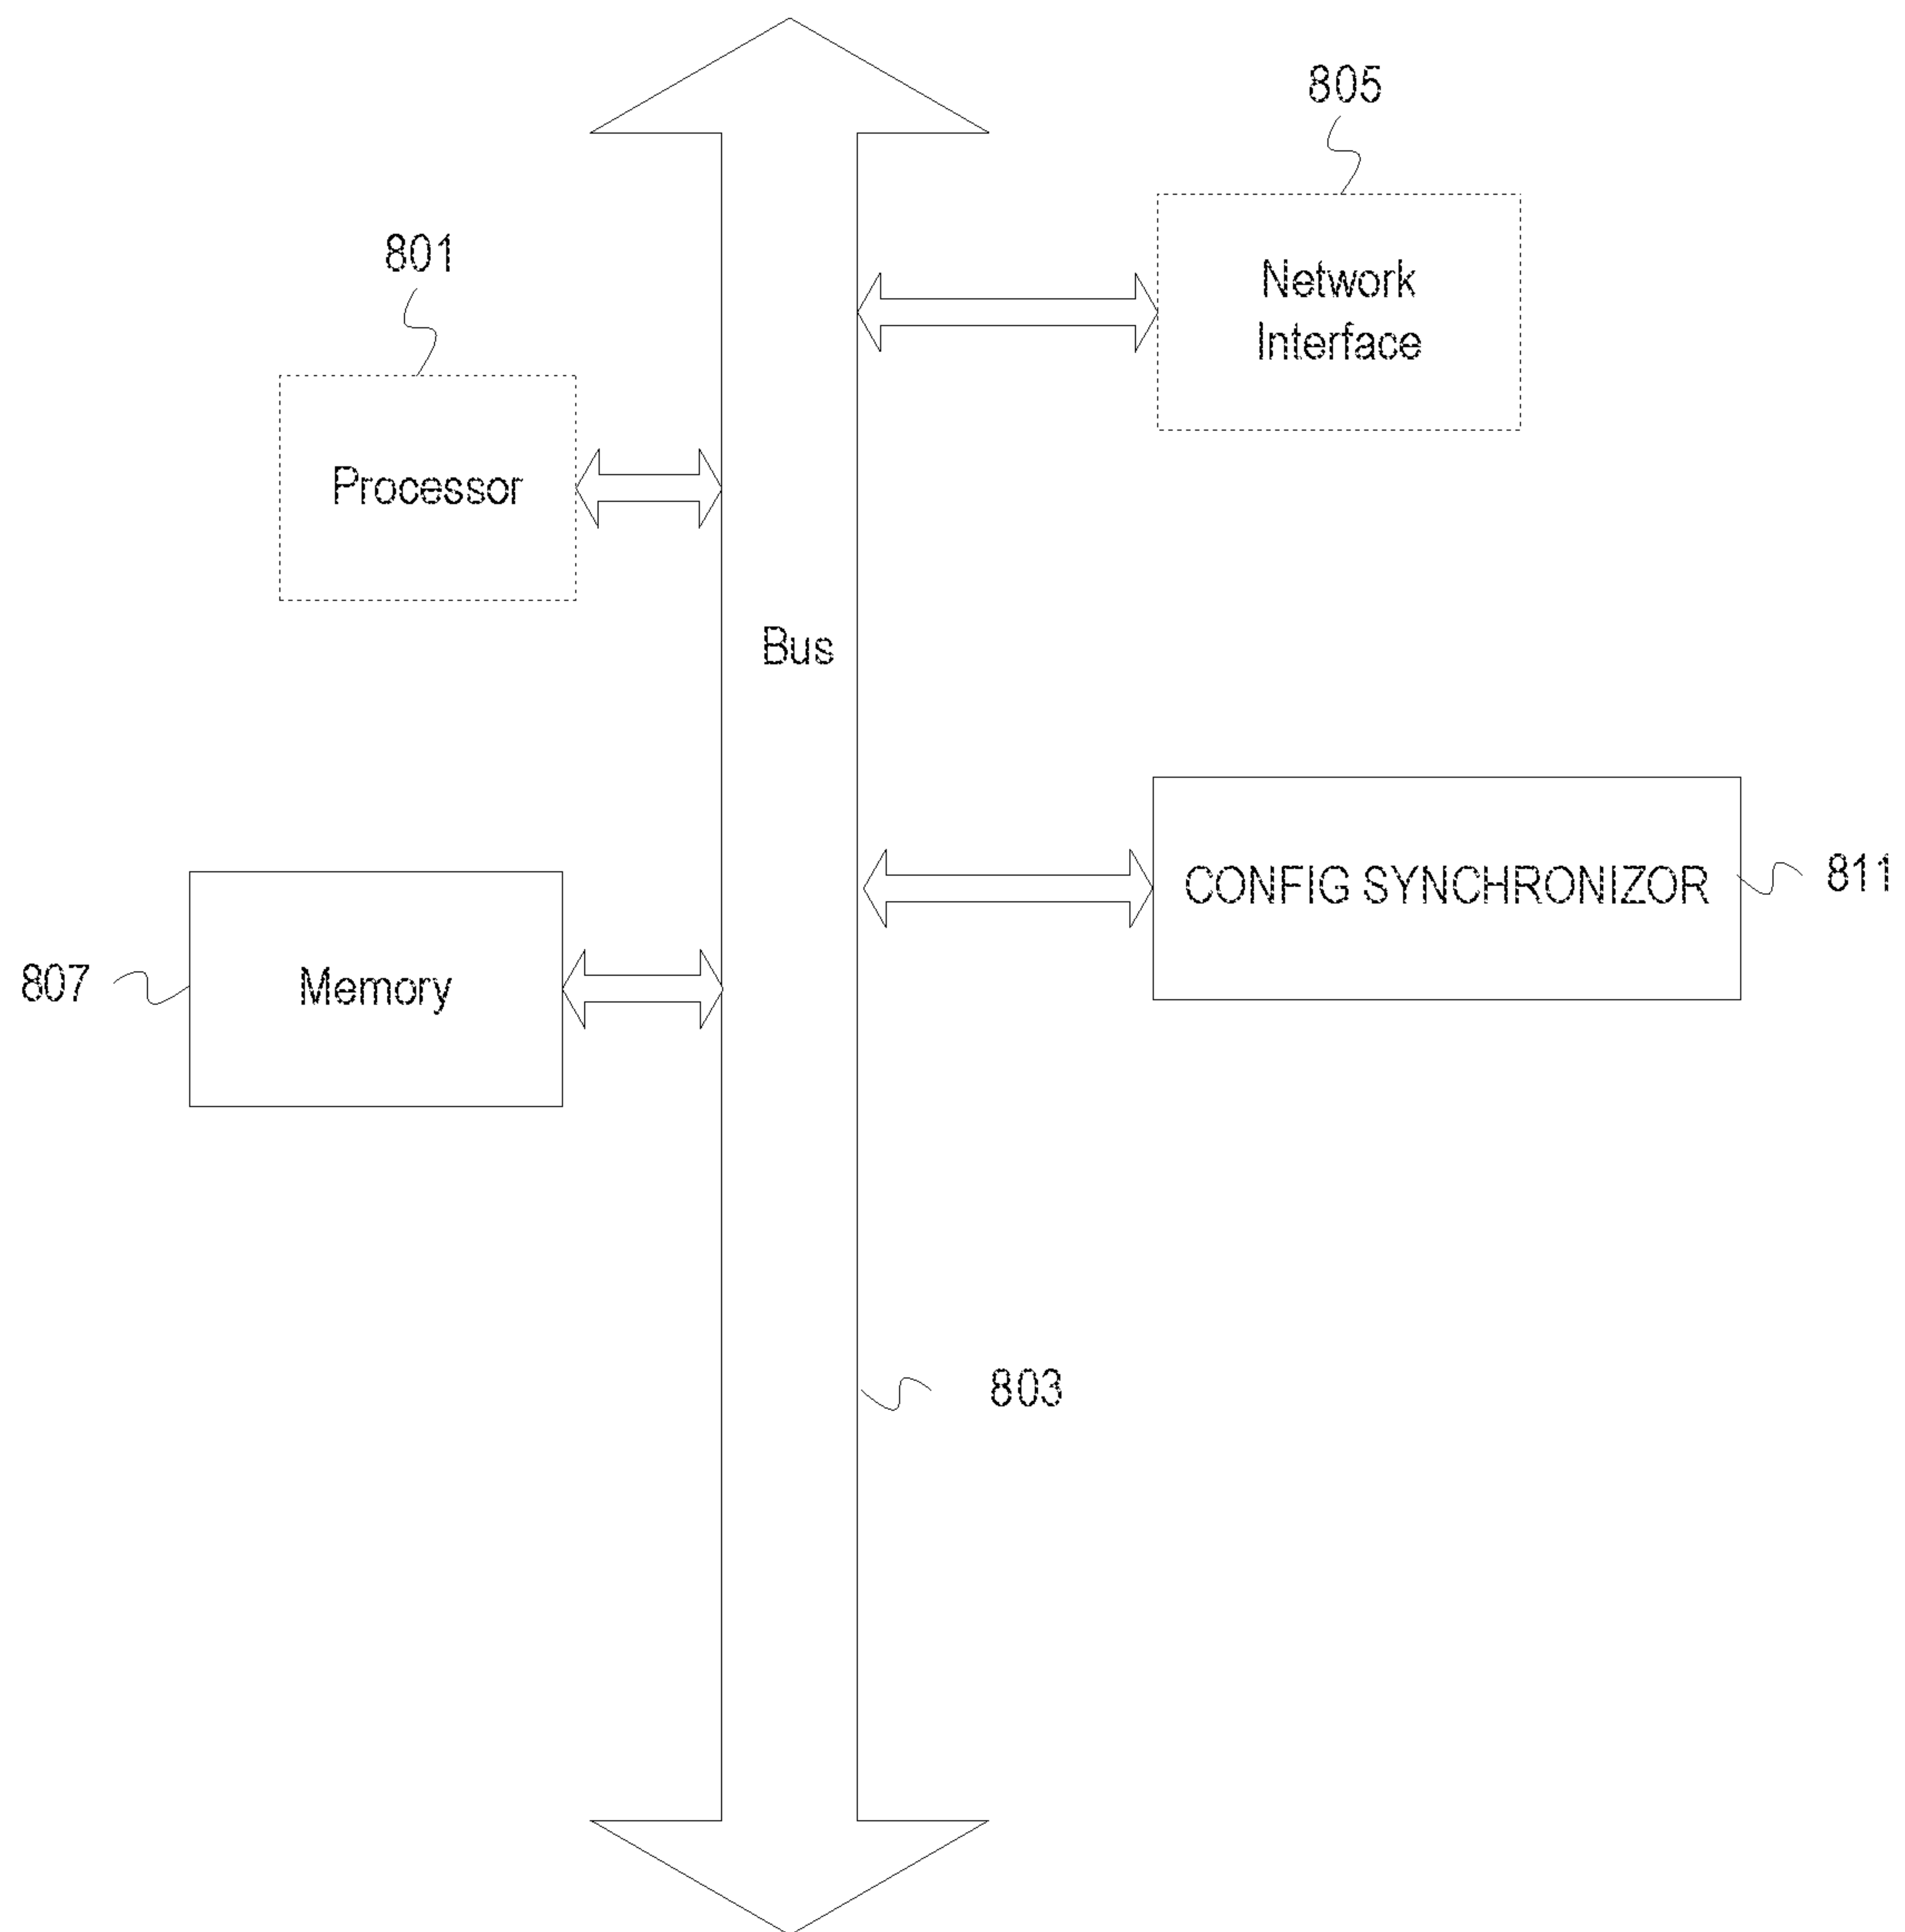 805
801
Network
Interface
Processor
Bus
CONFIG SYNCHRONIZOR
811
807
Memory
803